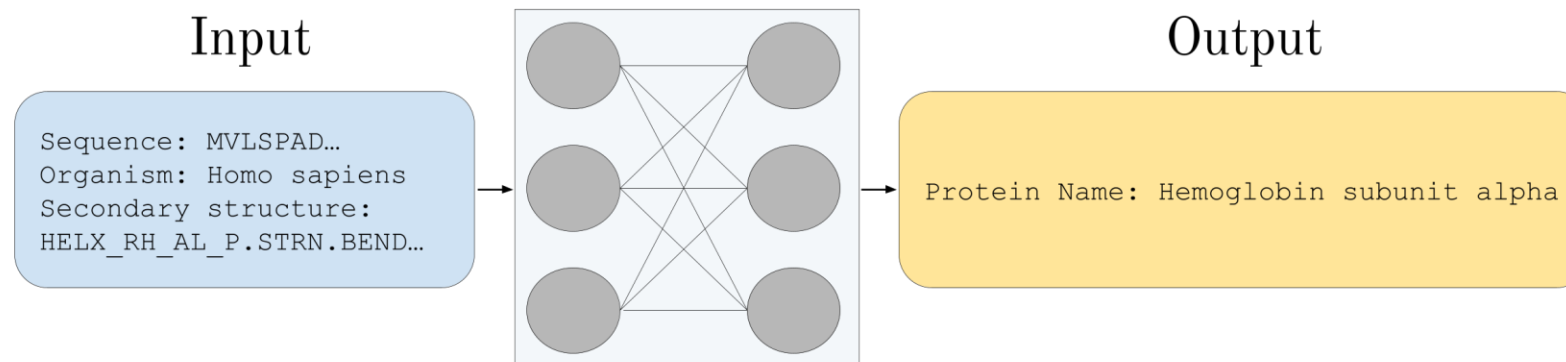 Input
Output
Sequence: MVLSPAD…
Organism: Homo sapiens
Secondary structure:
HELX_RH_AL_P.STRN.BEND…
Protein Name: Hemoglobin subunit alpha